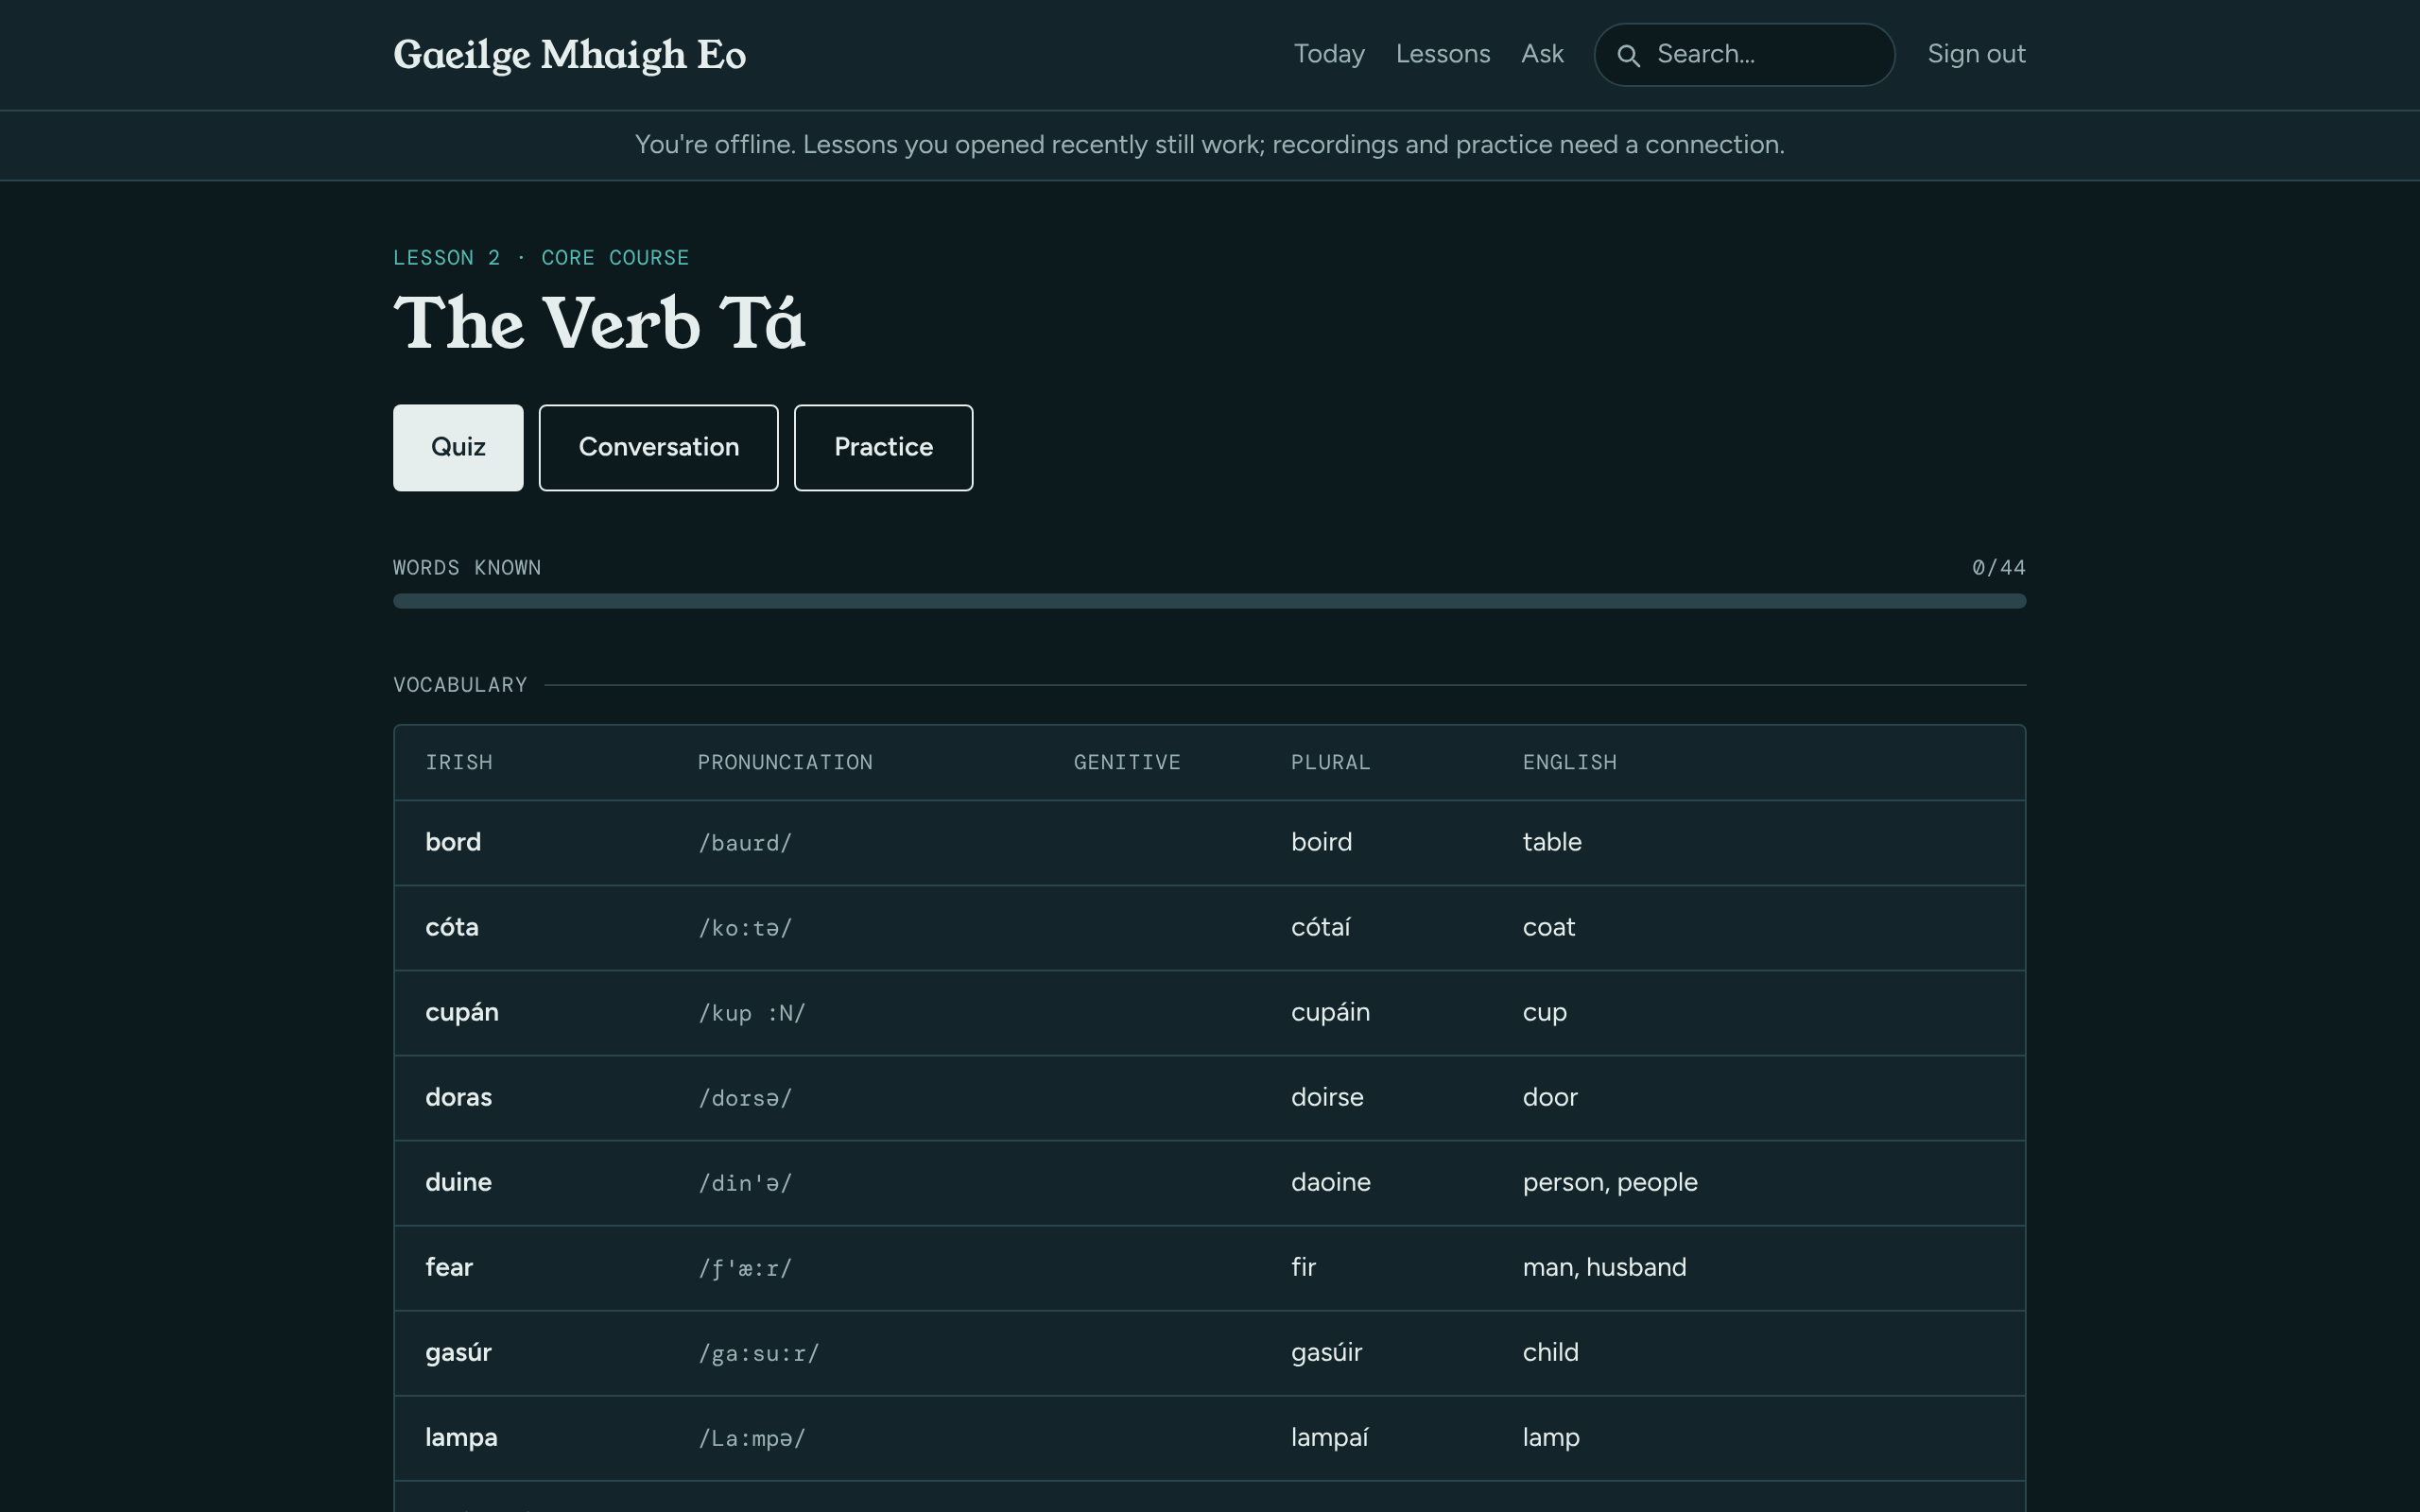 Gaeilge Mhaigh Eo Today Lessons Ask Search... Sign out
You're offline. Lessons you opened recently still work; recordings and practice need a connection.
LESSON 2 · CORE COURSE
The Verb Tá
Quiz Conversation Practice
WORDS KNOWN 0/44
VOCABULARY
IRISH PRONUNCIATION GENITIVE PLURAL ENGLISH
bord /baurd/ boird table
cóta /ko:tə/ cótaí coat
cupán /kup :N/ cupáin cup
doras /dorsə/ doirse door
duine /din'ə/ daoine person, people
fear /f'æ:r/ fir man, husband
gasúr /ga:su:r/ gasúir child
lampa /La:mpə/ lampaí lamp